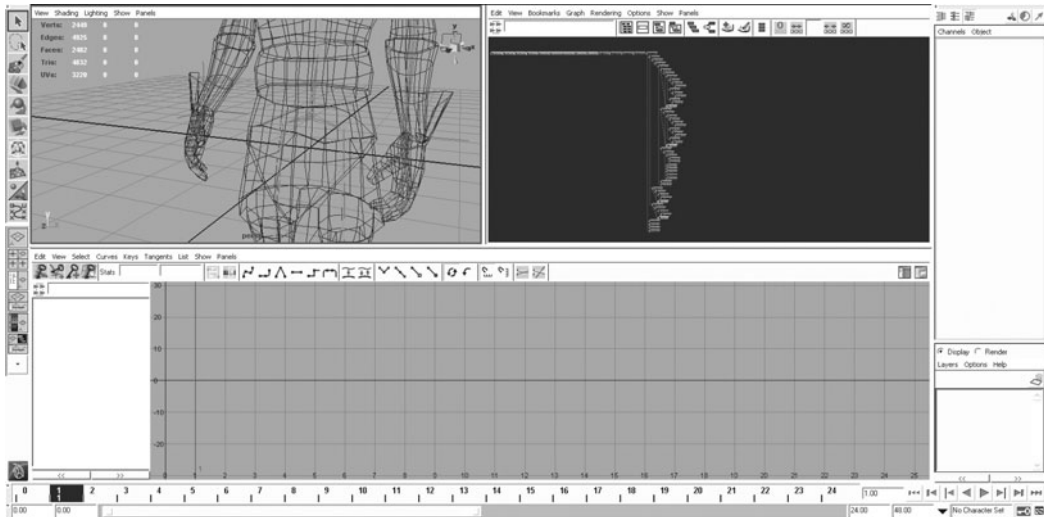 View Shading Lighting Show Panels
Verts: 2449 0 0
Edges: 4825 0 0
Faces: 2402 0 0
Tris: 4832 0 0
UVs: 3220 0 0
y
x
persp
Edit View Bookmarks Graph Rendering Options Show Panels
Channels Object
Edit View Select Curves Keys Tangents List Show Panels
Stats
30
20
10
0
-10
-20
1
0 1 2 3 4 5 6 7 8 9 10 11 12 13 14 15 16 17 18 19 20 21 22 23 24 25
<< >>
Display Render
Layers Options Help
<< >>
0 1 2 3 4 5 6 7 8 9 10 11 12 13 14 15 16 17 18 19 20 21 22 23 24 1.00
1
0.00 0.00 24.00 48.00 No Character Set